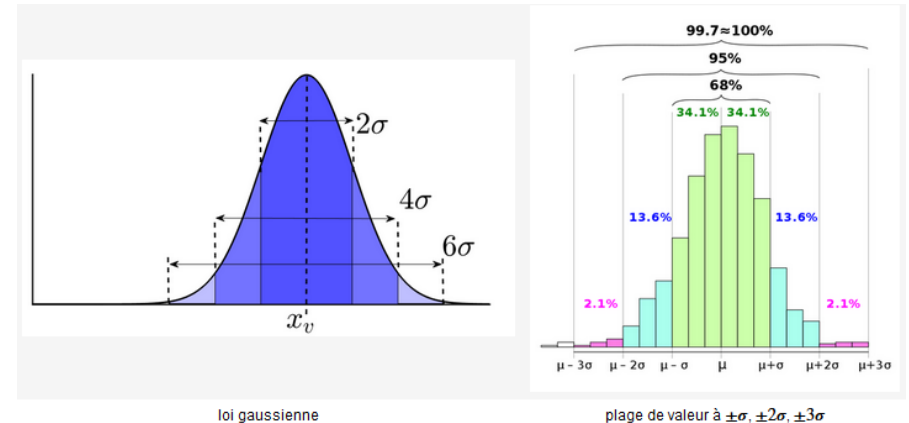 2σ
4σ
6σ
xᵥ
99.7≈100%
95%
68%
34.1% 34.1%
13.6% 13.6%
2.1% 2.1%
μ - 3σ μ - 2σ μ - σ μ μ+σ μ+2σ μ+3σ
loi gaussienne
plage de valeur à ±σ, ±2σ, ±3σ